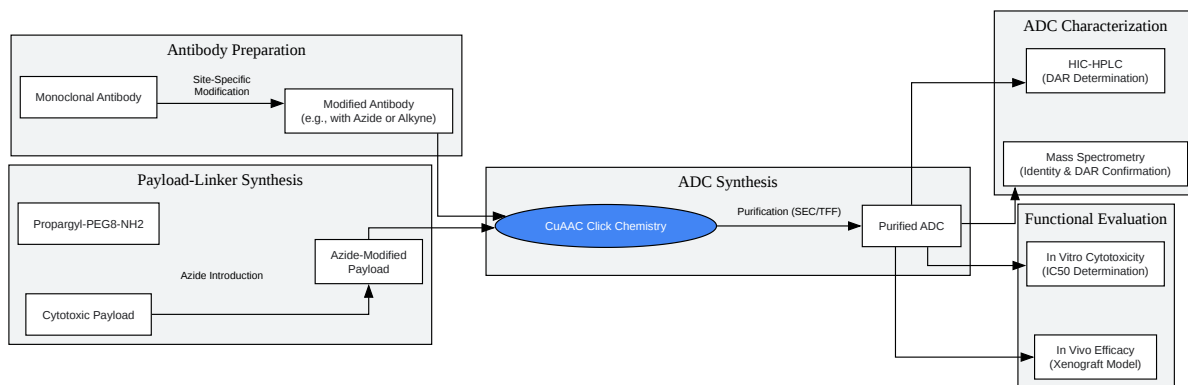 Antibody Preparation
Monoclonal Antibody
Site-Specific
Modification
Modified Antibody
(e.g., with Azide or Alkyne)
Payload-Linker Synthesis
Propargyl-PEG8-NH2
Azide Introduction
Azide-Modified
Payload
Cytotoxic Payload
ADC Synthesis
CuAAC Click Chemistry
Purification (SEC/TFF)
Purified ADC
ADC Characterization
HIC-HPLC
(DAR Determination)
Mass Spectrometry
(Identity & DAR Confirmation)
Functional Evaluation
In Vitro Cytotoxicity
(IC50 Determination)
In Vivo Efficacy
(Xenograft Model)